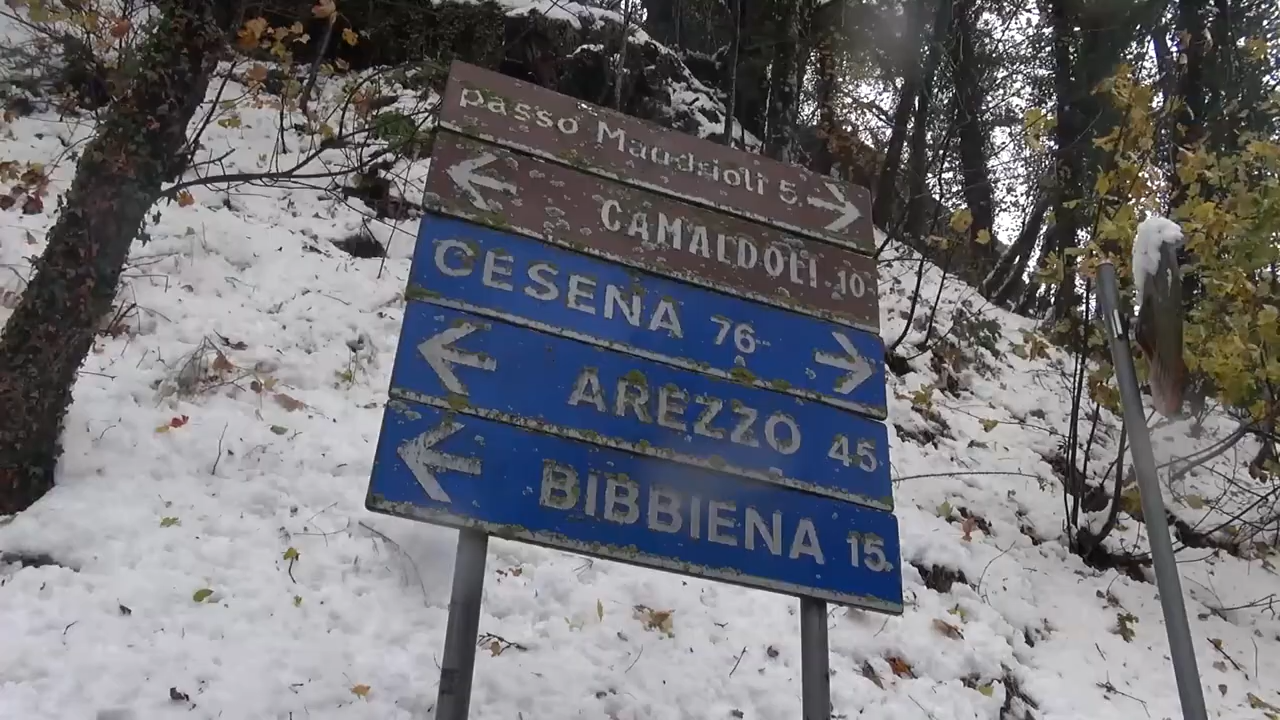 passo Mandrioli 5
CAMALDOLI 10
CESENA 76
AREZZO 45
BIBBIENA 15